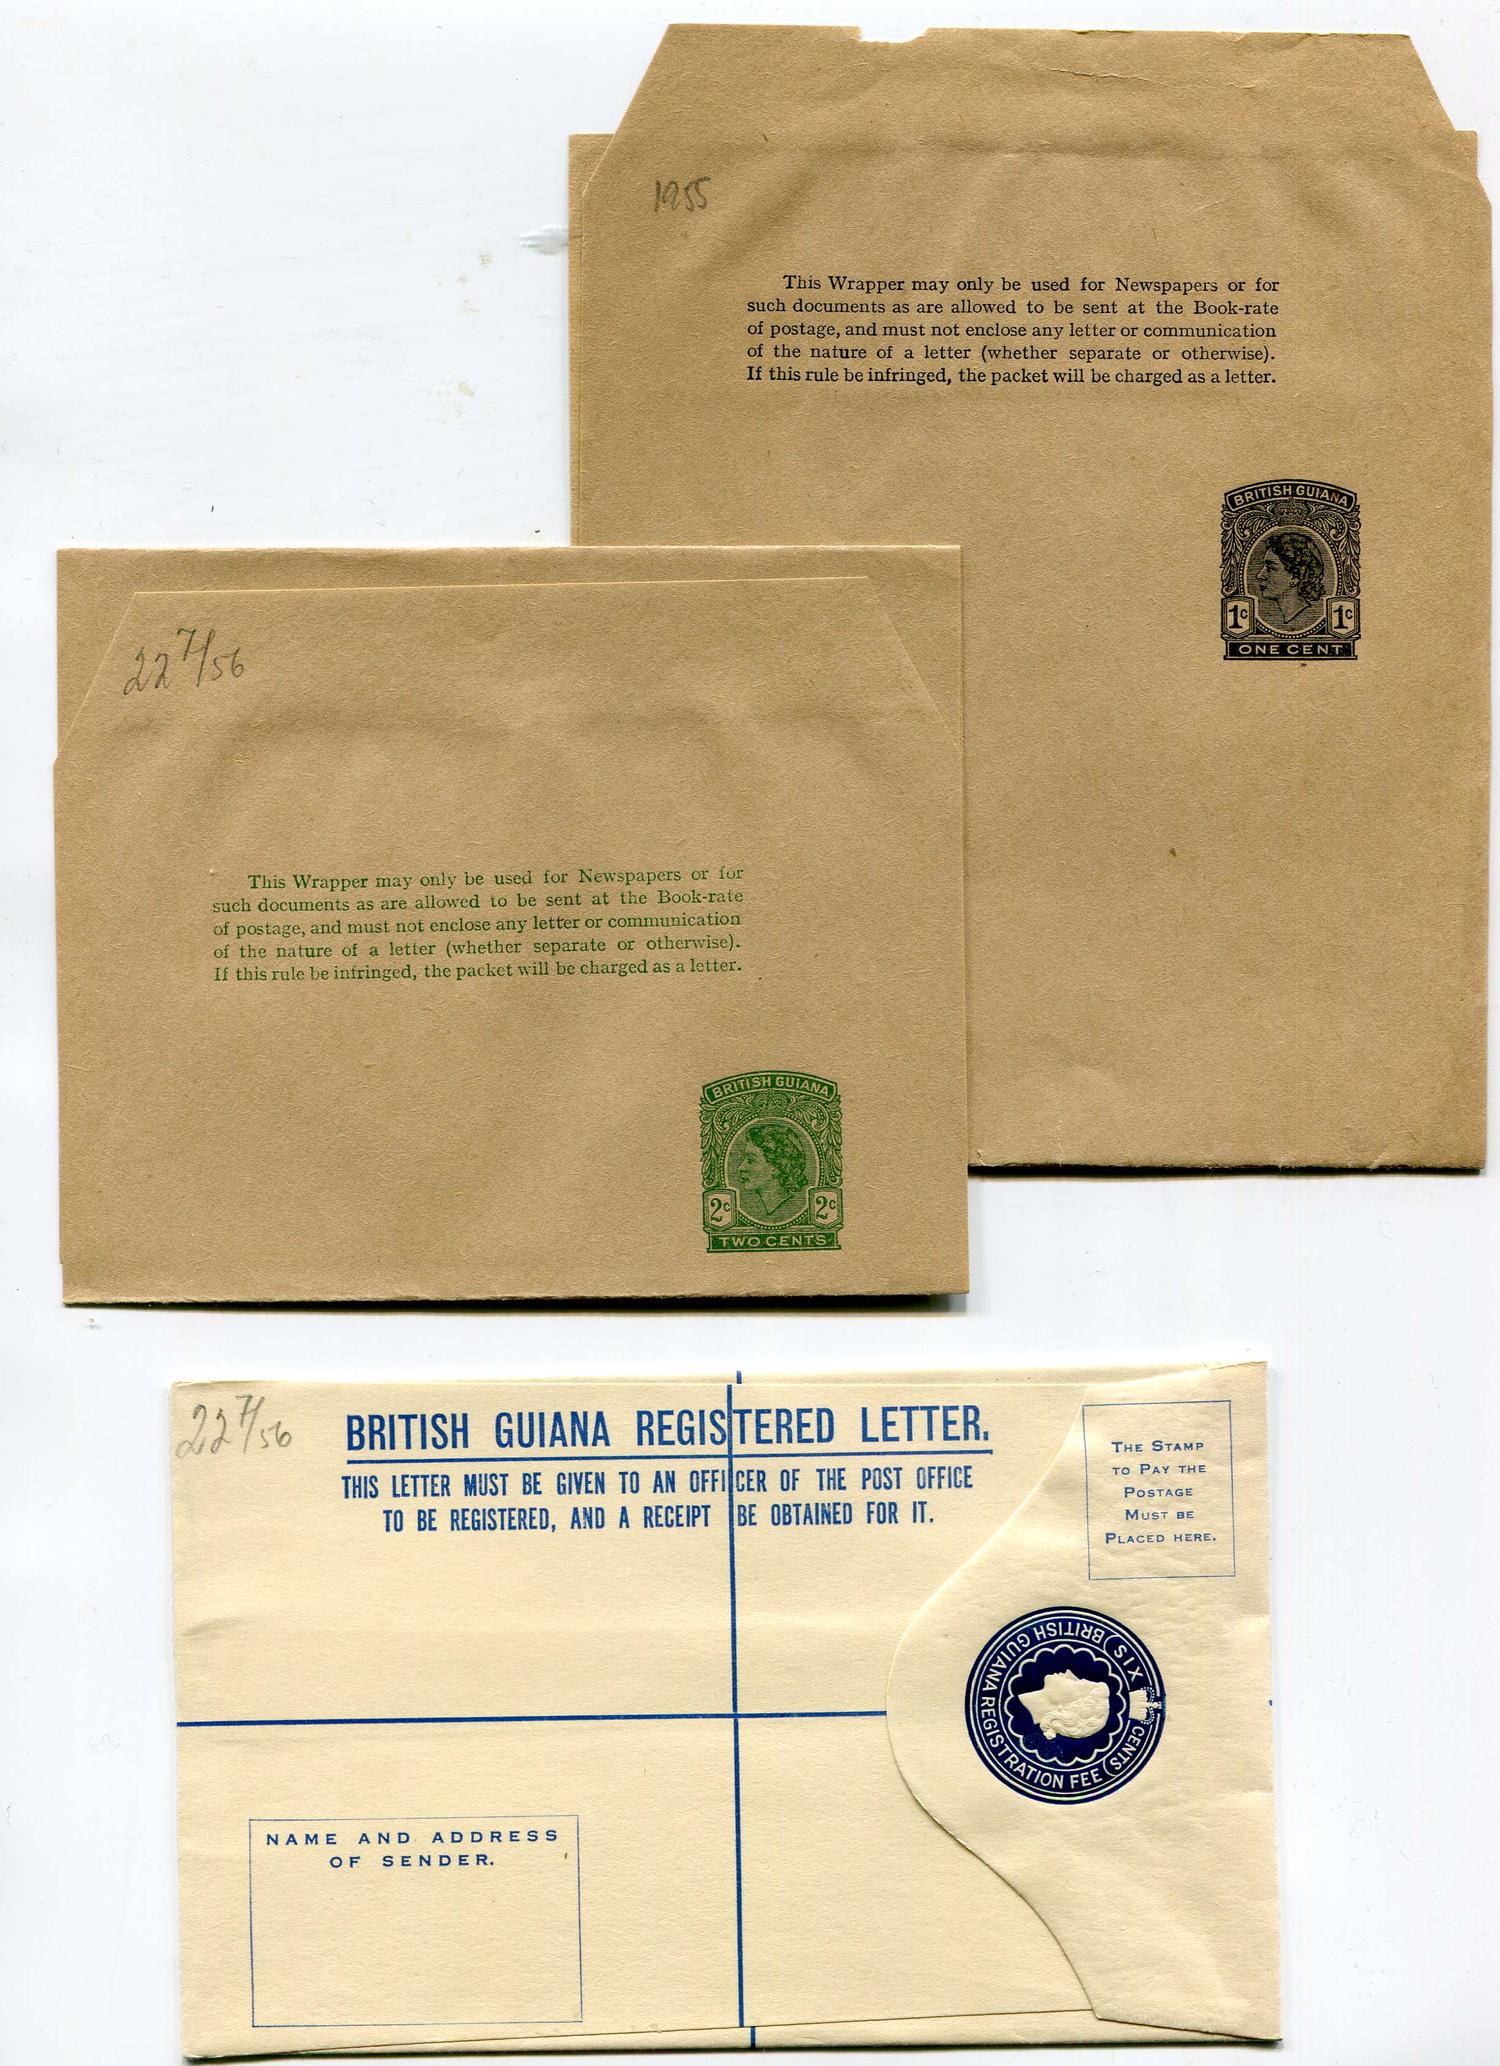 1955
This Wrapper may only be used for Newspapers or for
such documents as are allowed to be sent at the Book-rate
of postage, and must not enclose any letter or communication
of the nature of a letter (whether separate or otherwise).
If this rule be infringed, the packet will be charged as a letter.
BRITISH GUIANA
1c 1c
ONE CENT
22 7/56
This Wrapper may only be used for Newspapers or for
such documents as are allowed to be sent at the Book-rate
of postage, and must not enclose any letter or communication
of the nature of a letter (whether separate or otherwise).
If this rule be infringed, the packet will be charged as a letter.
BRITISH GUIANA
2c 2c
TWO CENTS
22 7/56
BRITISH GUIANA REGISTERED LETTER.
THIS LETTER MUST BE GIVEN TO AN OFFICER OF THE POST OFFICE
TO BE REGISTERED, AND A RECEIPT BE OBTAINED FOR IT.
THE STAMP
TO PAY THE
POSTAGE
MUST BE
PLACED HERE.
BRITISH GUIANA REGISTRATION FEE
SIX CENTS
NAME AND ADDRESS
OF SENDER.